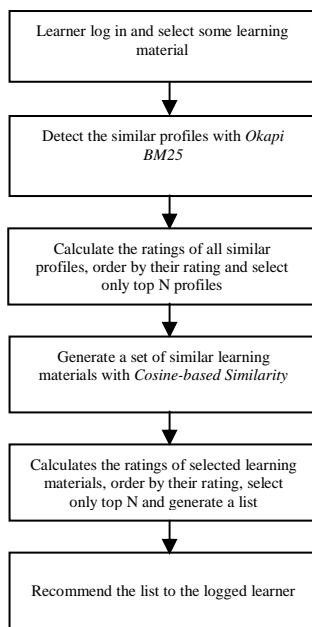 Learner log in and select some learning
material
Detect the similar profiles with Okapi
BM25
Calculate the ratings of all similar
profiles, order by their rating and select
only top N profiles
Generate a set of similar learning
materials with Cosine-based Similarity
Calculates the ratings of selected learning
materials, order by their rating, select
only top N and generate a list
Recommend the list to the logged learner